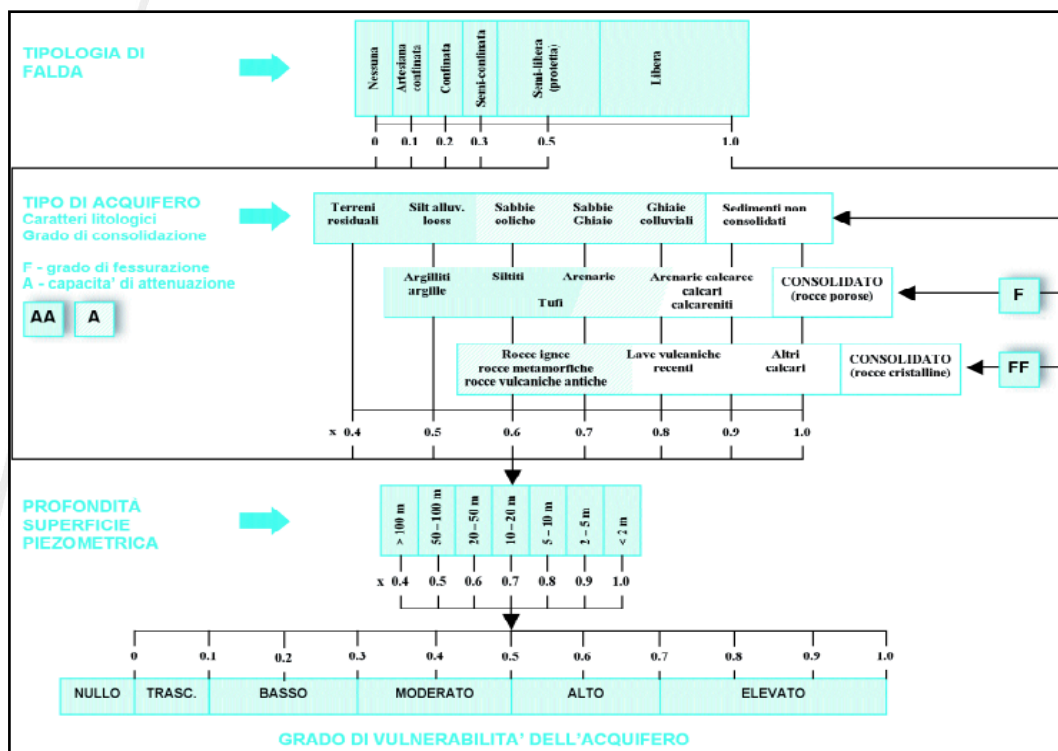 TIPOLOGIA DI
FALDA
Nessuna
Artesiana
confinata
Confinata
Semi-confinata
Semi-libera
(protetta)
Libera
0 0.1 0.2 0.3 0.5 1.0
TIPO DI ACQUIFERO
Caratteri litologici
Grado di consolidazione
F - grado di fessurazione
A - capacita' di attenuazione
AA A
Terreni
residuali
Silt alluv.
loess
Sabbie
eoliche
Sabbie
Ghiaie
Ghiaie
colluviali
Sedimenti non
consolidati
Argilliti
argille
Siltiti
Tufi
Arenarie
Arenarie calcaree
calcari
calcareniti
CONSOLIDATO
(rocce porose)
F
Rocce ignee
rocce metamorfiche
rocce vulcaniche antiche
Lave vulcaniche
recenti
Altri
calcari
CONSOLIDATO
(rocce cristalline)
FF
x 0.4 0.5 0.6 0.7 0.8 0.9 1.0
PROFONDITÀ
SUPERFICIE
PIEZOMETRICA
> 100 m
50 – 100 m
20 – 50 m
10 – 20 m
5 – 10 m
2 – 5 m
< 2 m
x 0.4 0.5 0.6 0.7 0.8 0.9 1.0
0 0.1 0.2 0.3 0.4 0.5 0.6 0.7 0.8 0.9 1.0
NULLO TRASC. BASSO MODERATO ALTO ELEVATO
GRADO DI VULNERABILITA' DELL'ACQUIFERO